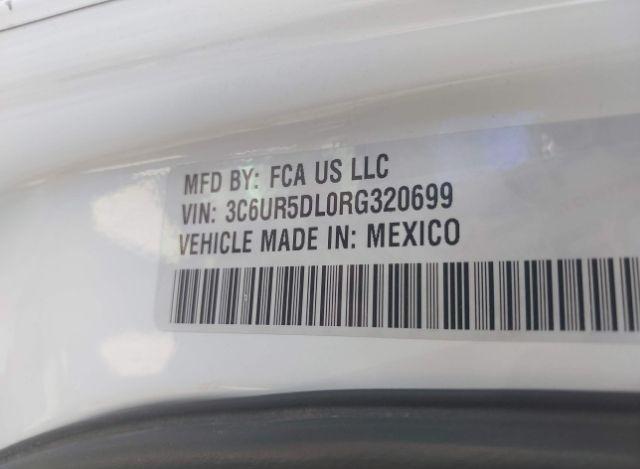 MFD BY: FCA US LLC
VIN: 3C6UR5DL0RG320699
VEHICLE MADE IN: MEXICO